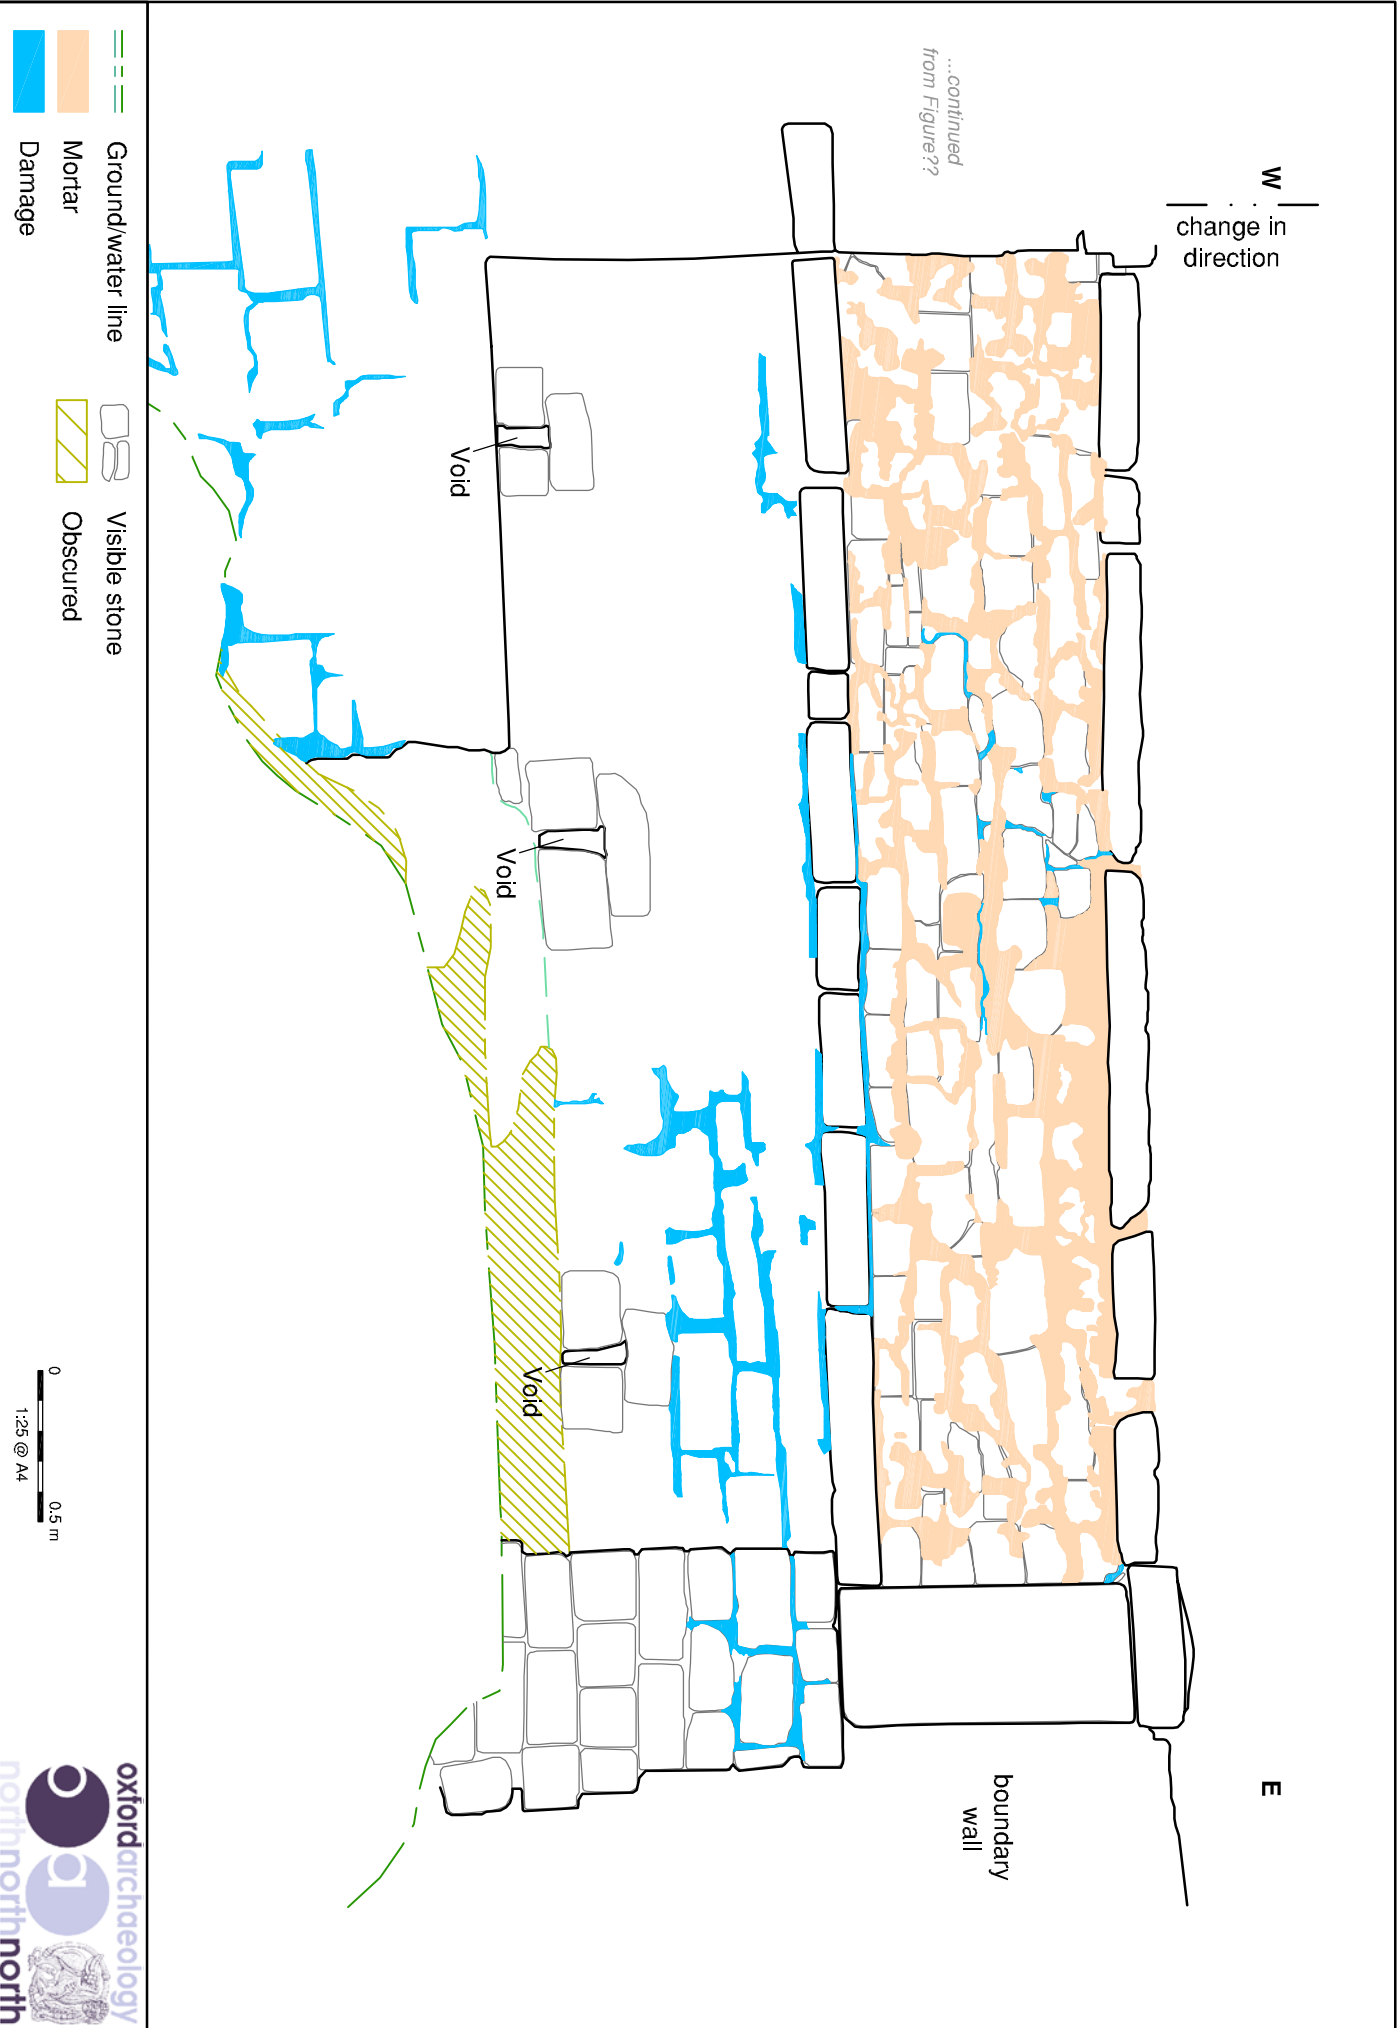 W
change in
direction
E
...continued
from Figure??
boundary
wall
Void
Void
Void
Ground/water line
Mortar
Damage
Visible stone
Obscured
0
0.5 m
1:25 @ A4
oxfordarchaeology
northnorthnorth